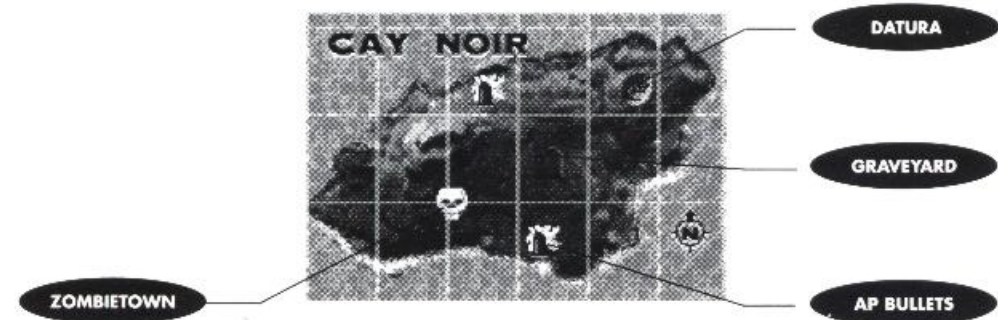 CAY NOIR
DATURA
GRAVEYARD
N
ZOMBIETOWN
AP BULLETS